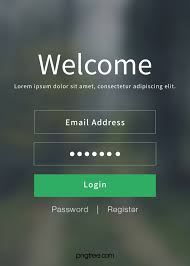 Welcome
Lorem ipsum dolor sit amet, consectetur adipiscing elit.
Email Address
●●●●●●●
Login
Password | Register
pngtree.com